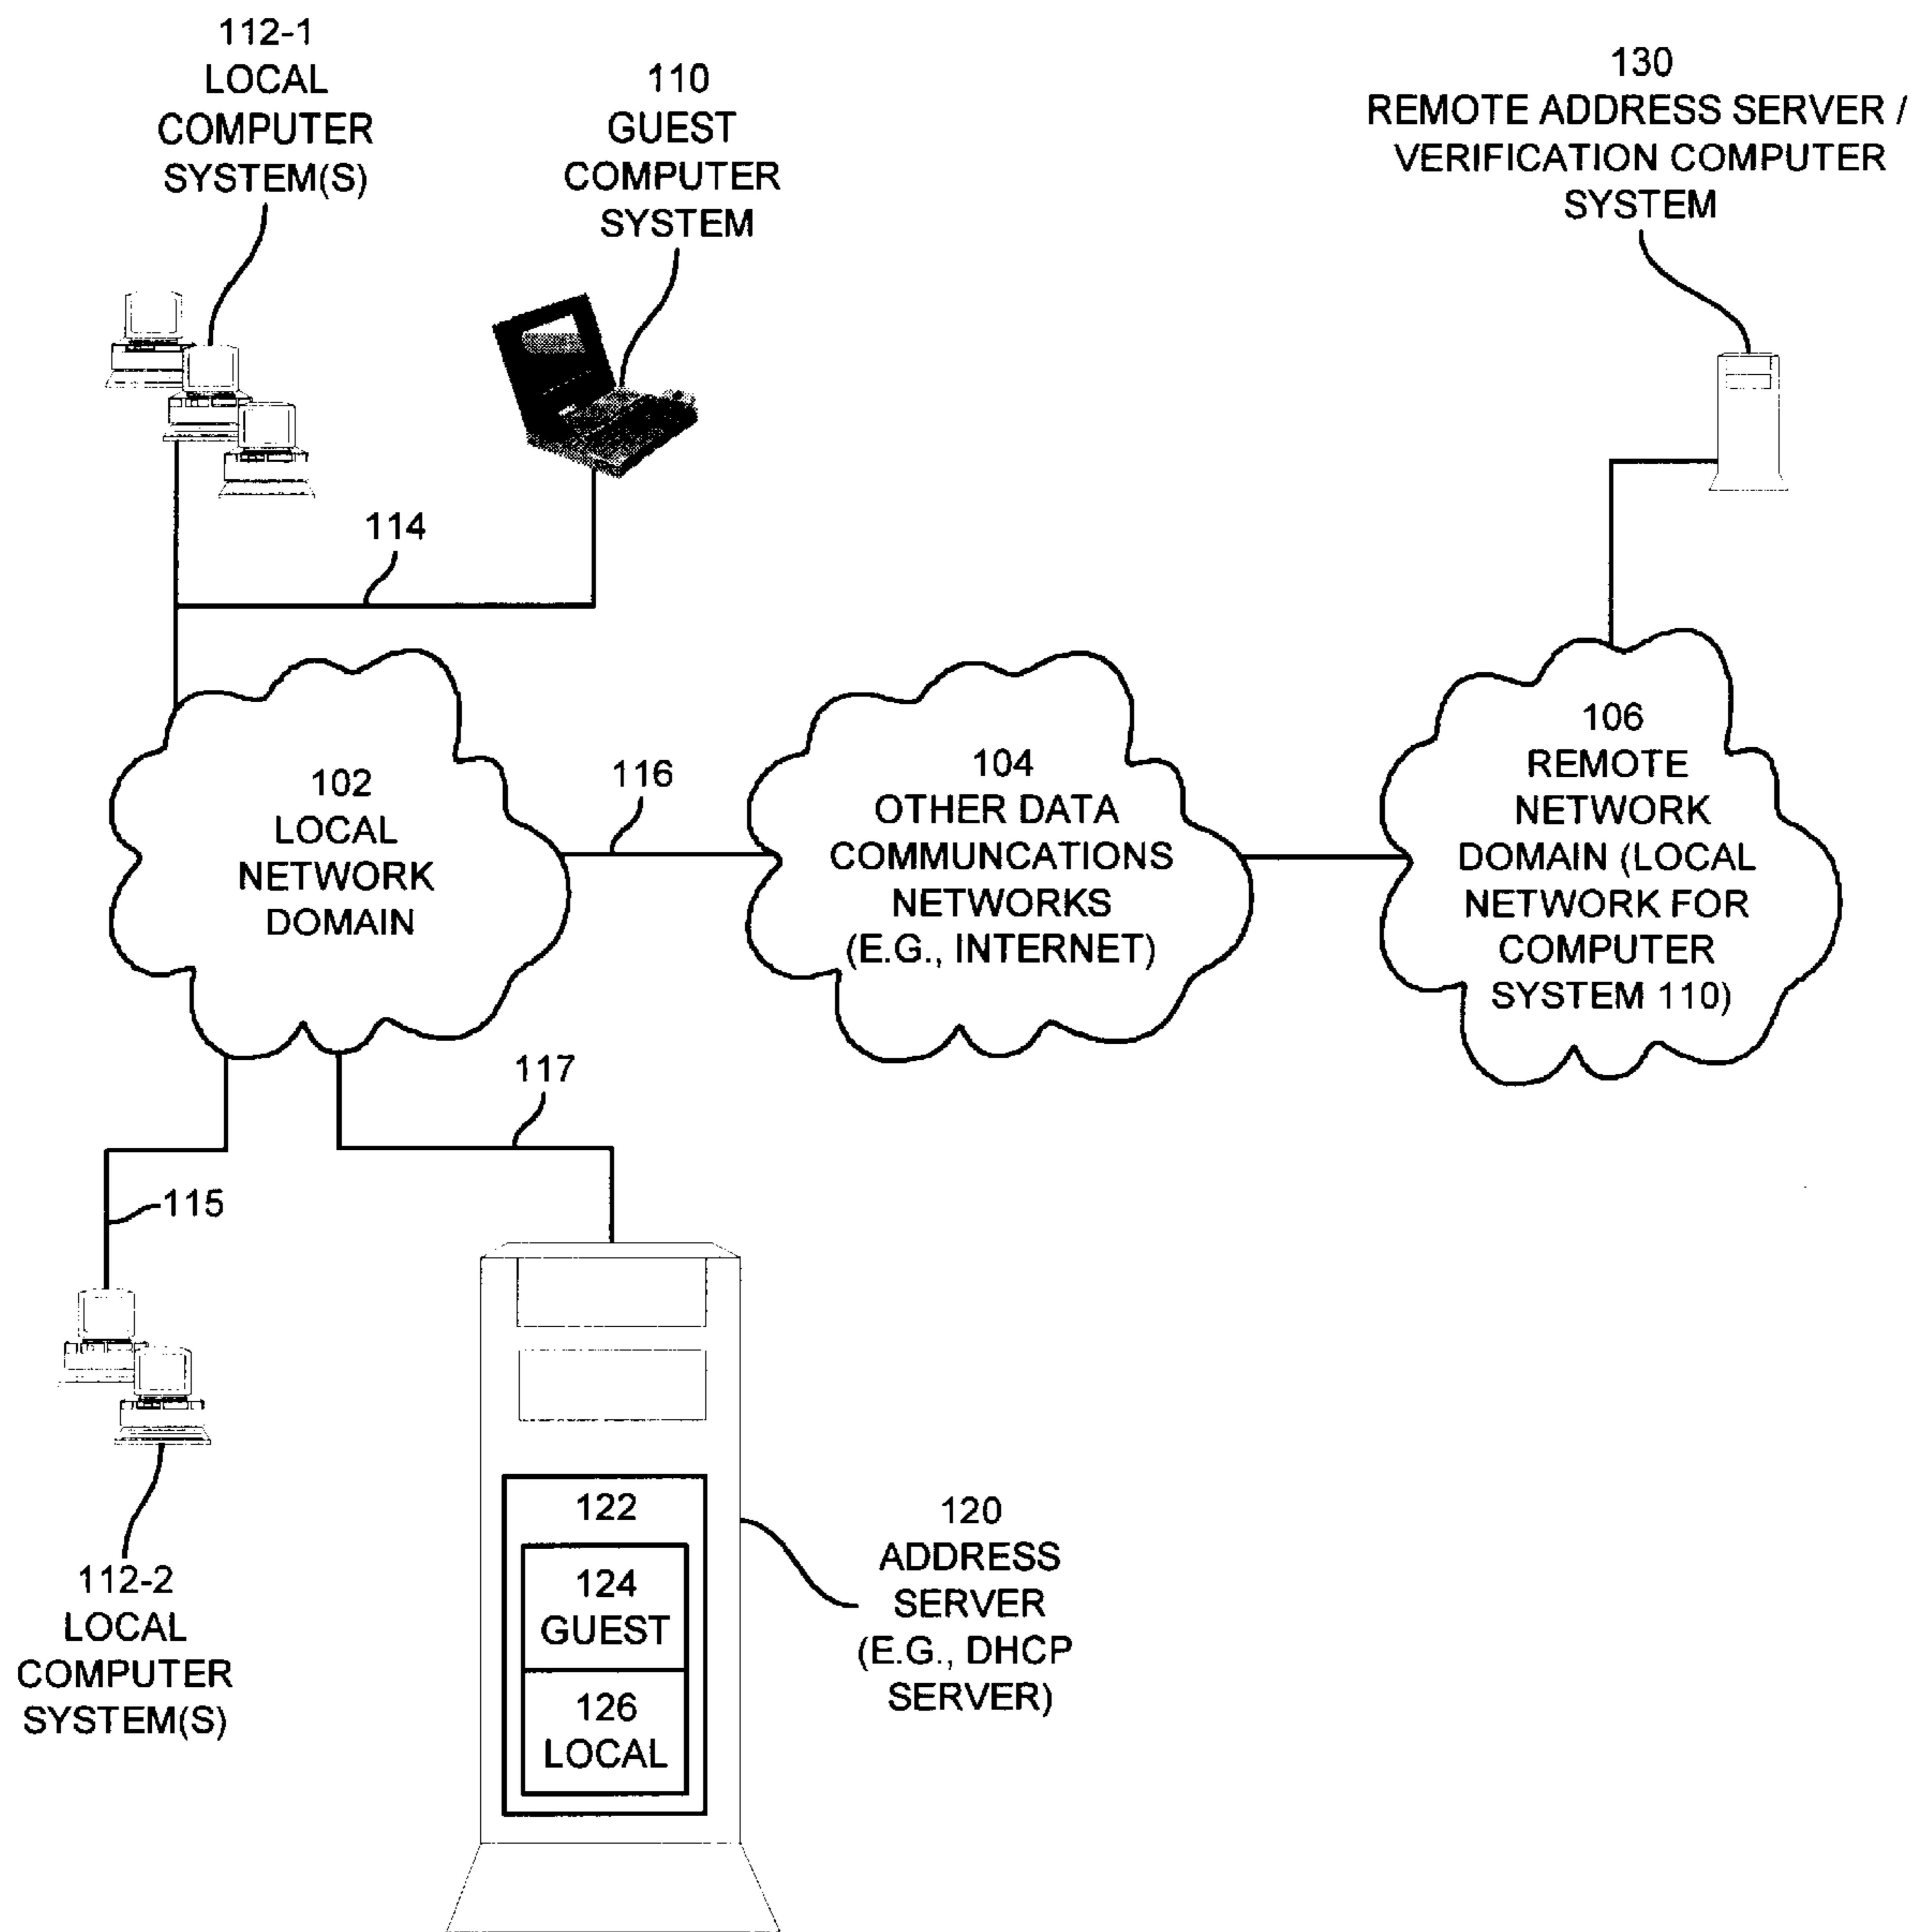 112-1
LOCAL
COMPUTER
SYSTEM(S)
110
GUEST
COMPUTER
SYSTEM
130
REMOTE ADDRESS SERVER /
VERIFICATION COMPUTER
SYSTEM
114
102
LOCAL
NETWORK
DOMAIN
116
104
OTHER DATA
COMMUNCATIONS
NETWORKS
(E.G., INTERNET)
106
REMOTE
NETWORK
DOMAIN (LOCAL
NETWORK FOR
COMPUTER
SYSTEM 110)
117
115
112-2
LOCAL
COMPUTER
SYSTEM(S)
122
124
GUEST
126
LOCAL
120
ADDRESS
SERVER
(E.G., DHCP
SERVER)